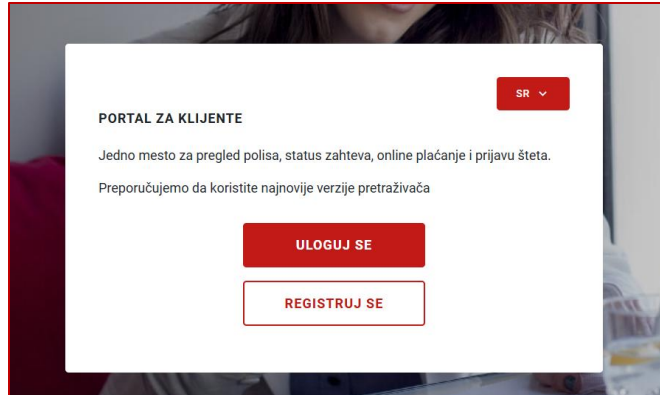 SR
PORTAL ZA KLIJENTE
Jedno mesto za pregled polisa, status zahteva, online plaćanje i prijavu šteta.
Preporučujemo da koristite najnovije verzije pretraživača
ULOGUJ SE
REGISTRUJ SE